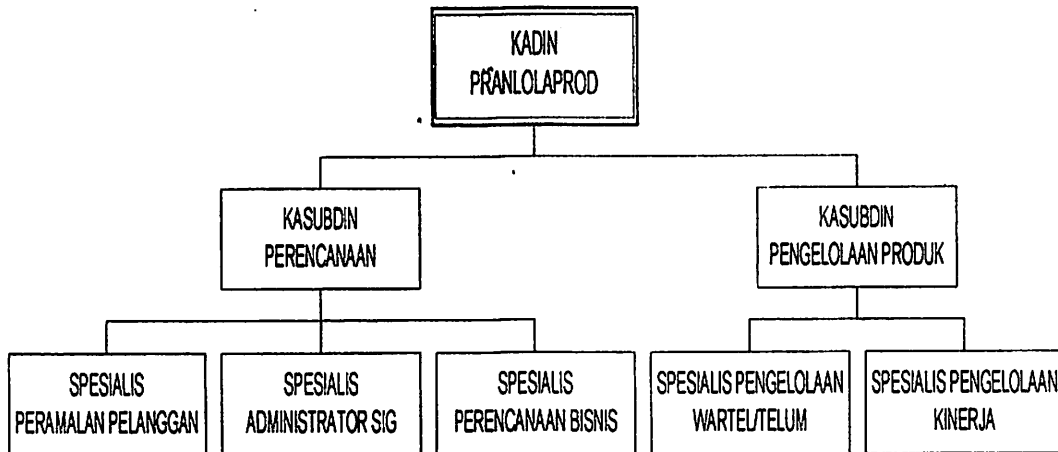 KADIN
PRANLOLAPROD
KASUBDIN
PERENCANAAN
KASUBDIN
PENGELOLAAN PRODUK
SPESIALIS
PERAMALAN PELANGGAN
SPESIALIS
ADMINISTRATOR SIG
SPESIALIS
PERENCANAAN BISNIS
SPESIALIS PENGELOLAAN
WARTEL/TELUM
SPESIALIS PENGELOLAAN
KINERJA